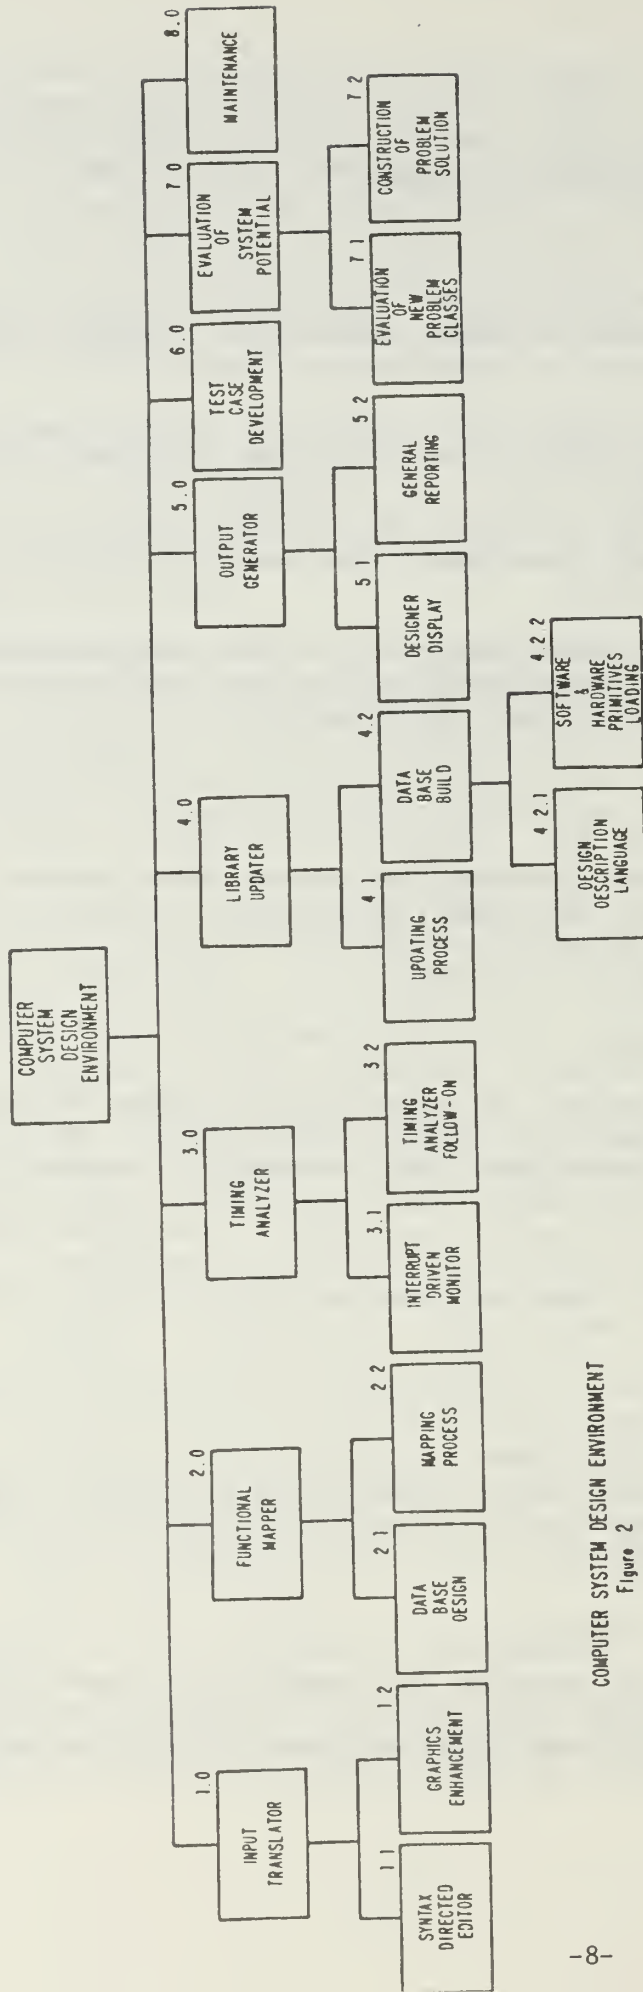 COMPUTER
SYSTEM
DESIGN
ENVIRONMENT
1.0
INPUT
TRANSLATOR
1 1
SYNTAX
DIRECTED
EDITOR
1 2
GRAPHICS
ENHANCEMENT
2.0
FUNCTIONAL
MAPPER
2 1
DATA
BASE
DESIGN
2 2
MAPPING
PROCESS
3.0
TIMING
ANALYZER
3.1
INTERRUPT
DRIVEN
MONITOR
3 2
TIMING
ANALYZER
FOLLOW-ON
4.0
LIBRARY
UPDATER
4 1
UPDATING
PROCESS
4.2
DATA
BASE
BUILD
4 2.1
DESIGN
DESCRIPTION
LANGUAGE
4.2 2
SOFTWARE
&
HARDWARE
PRIMITIVES
LOADING
5.0
OUTPUT
GENERATOR
5 1
DESIGNER
DISPLAY
5 2
GENERAL
REPORTING
6.0
TEST
CASE
DEVELOPMENT
7 0
EVALUATION
OF
SYSTEM
POTENTIAL
7 1
EVALUATION
OF
NEW
PROBLEM
CLASSES
7 2
CONSTRUCTION
OF
PROBLEM
SOLUTION
8.0
MAINTENANCE
COMPUTER SYSTEM DESIGN ENVIRONMENT
Figure 2
-8-